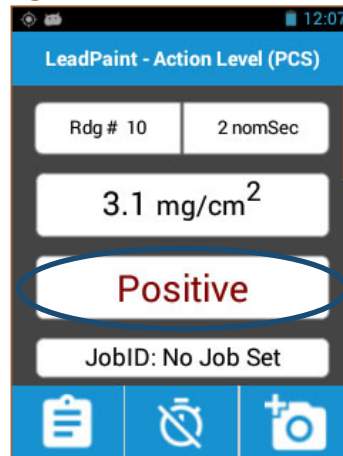 12:07
LeadPaint - Action Level (PCS)
Rdg # 10 2 nomSec
3.1 mg/cm²
Positive
JobID: No Job Set